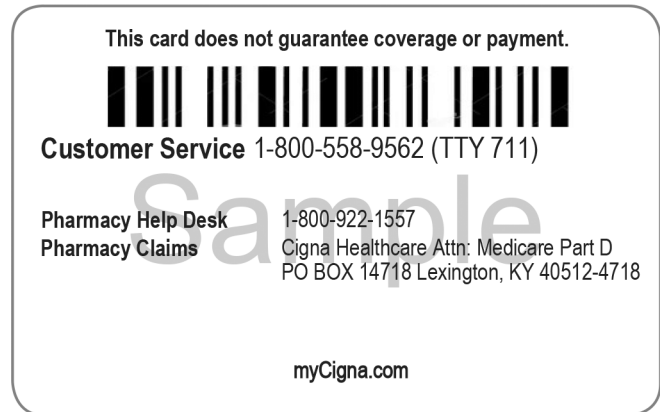 This card does not guarantee coverage or payment.
Customer Service 1-800-558-9562 (TTY 711)
Sample
Pharmacy Help Desk 1-800-922-1557
Pharmacy Claims Cigna Healthcare Attn: Medicare Part D
PO BOX 14718 Lexington, KY 40512-4718
myCigna.com